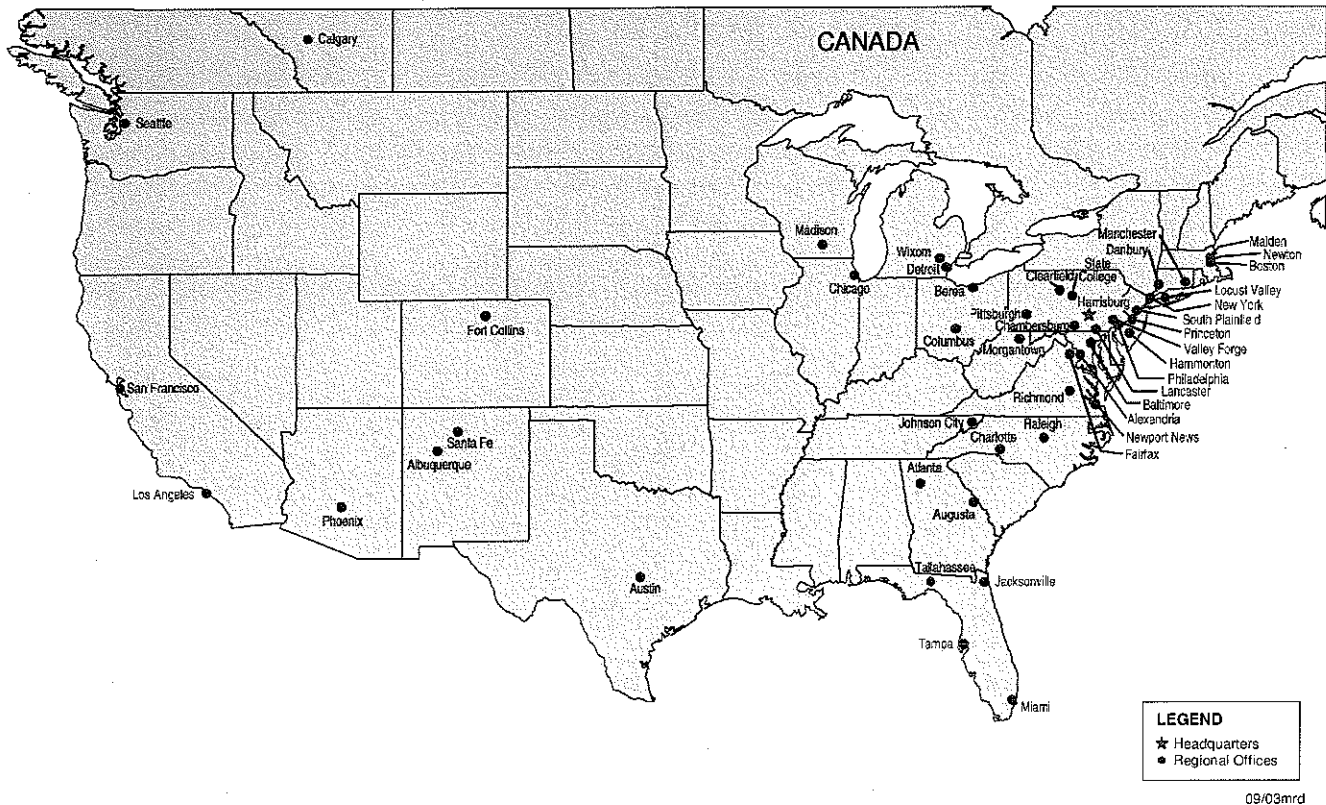 CANADA
Calgary
Seattle
Madison
Wixom
Detroit
Chicago
Berea
Manchester
Danbury
State
College
Clearfield
Harrisburg
Pittsburgh
Chambersburg
Columbus
Morgantown
Malden
Newton
Boston
Locust Valley
New York
South Plainfield
Princeton
Valley Forge
Hammonton
Philadelphia
Lancaster
Baltimore
Alexandria
Newport News
Fairfax
Fort Collins
San Francisco
Richmond
Johnson City
Raleigh
Charlotte
Santa Fe
Albuquerque
Atlanta
Augusta
Los Angeles
Phoenix
Austin
Tallahassee
Jacksonville
Tampa
Miami
LEGEND
Headquarters
Regional Offices
09/03mrd